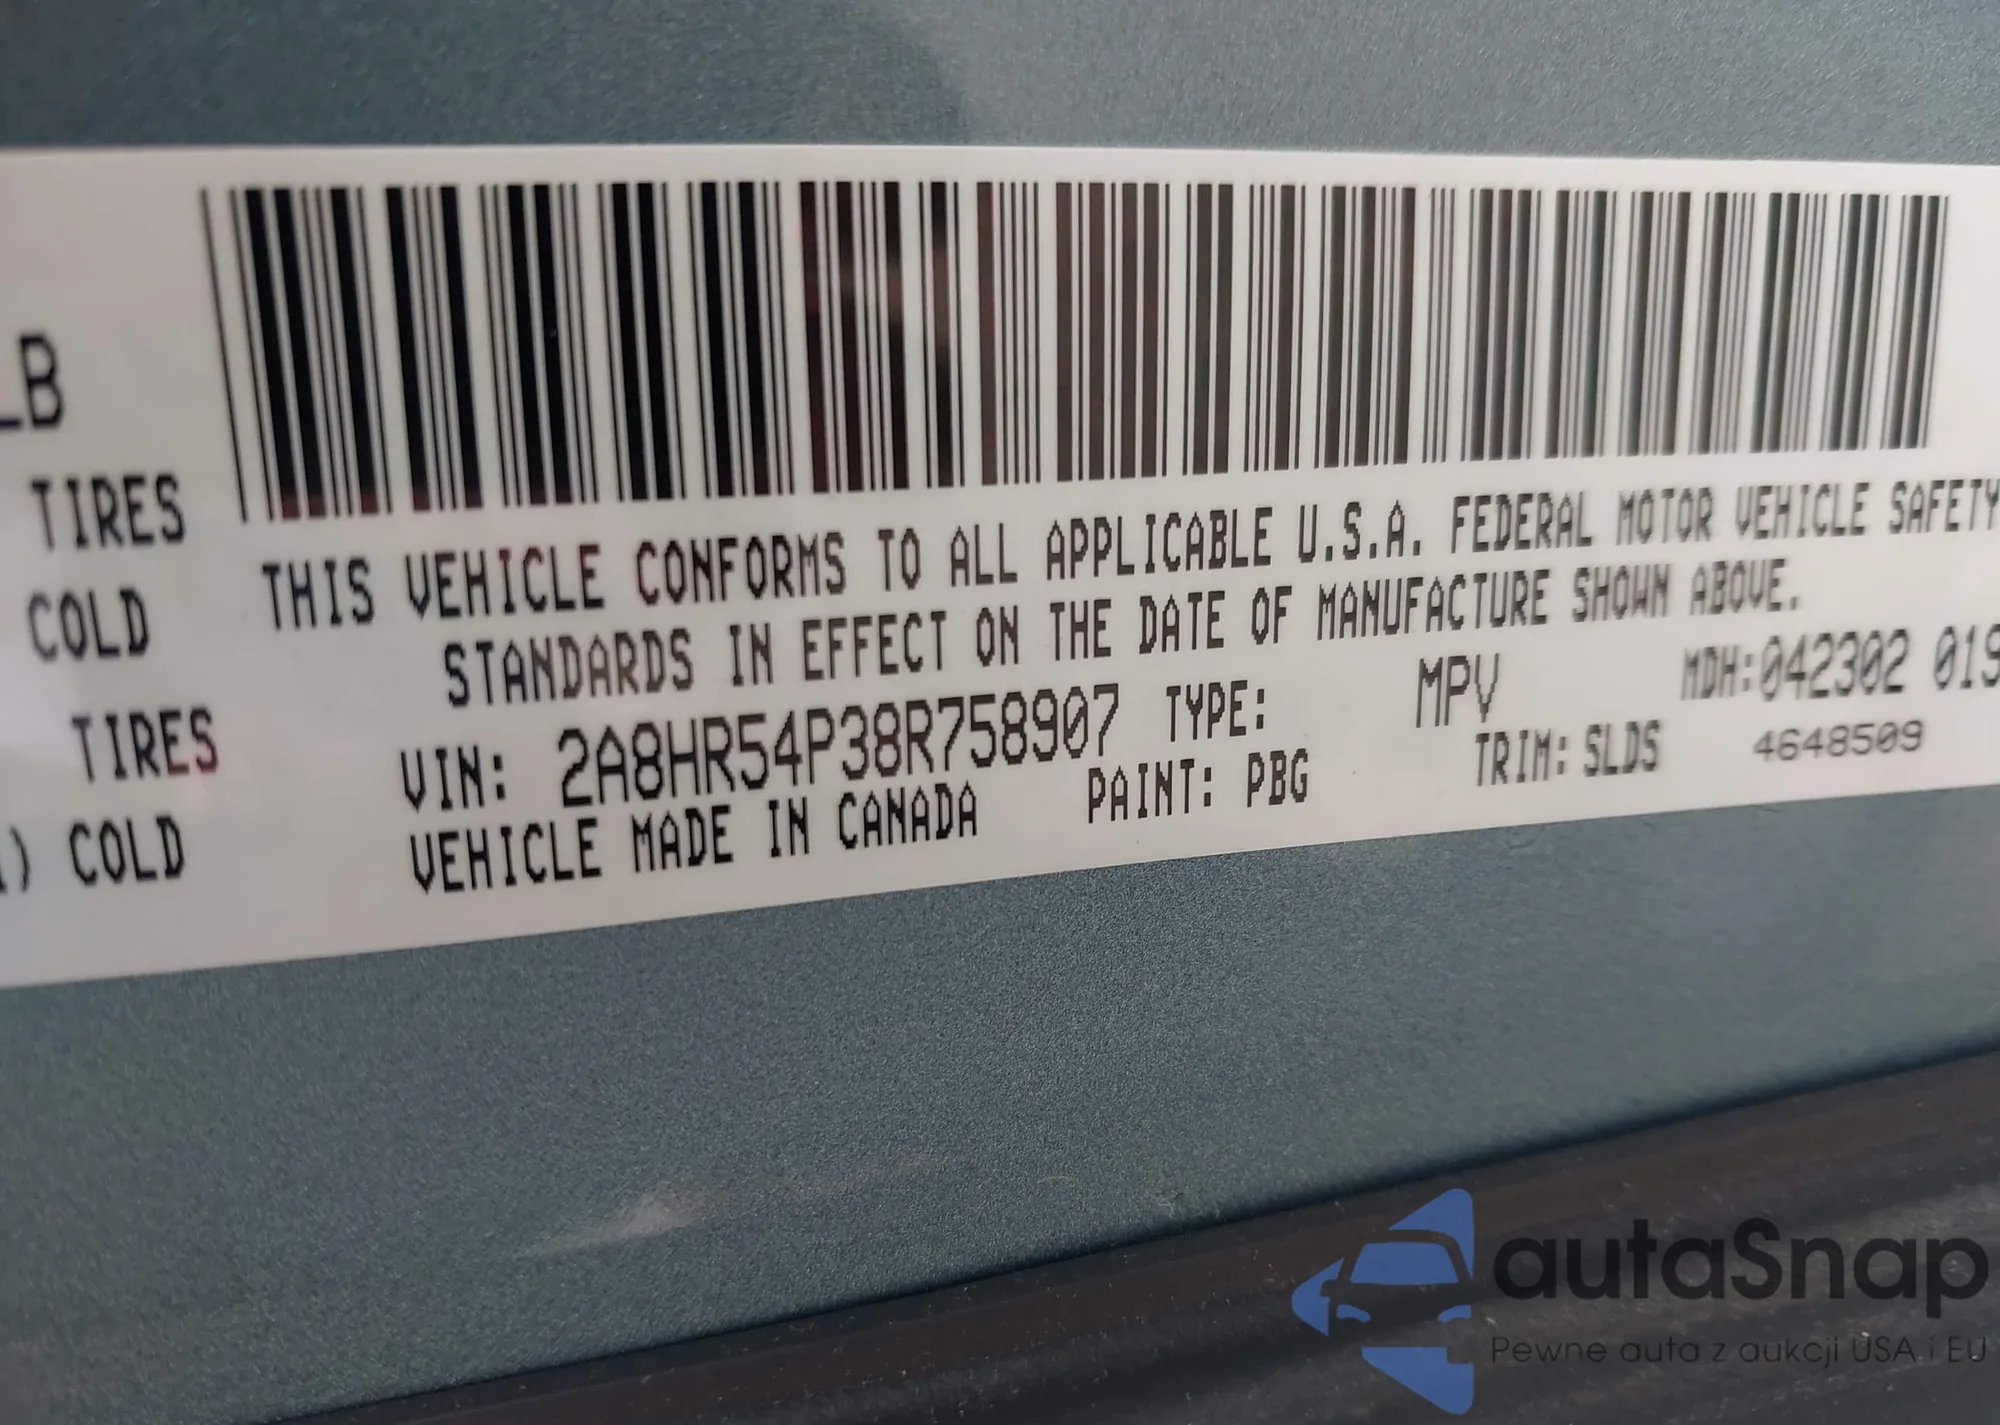 LB
TIRES
COLD
TIRES
) COLD
THIS VEHICLE CONFORMS TO ALL APPLICABLE U.S.A. FEDERAL MOTOR VEHICLE SAFETY
STANDARDS IN EFFECT ON THE DATE OF MANUFACTURE SHOWN ABOVE.
VIN: 2A8HR54P38R758907 TYPE: MPV MDH:042302 019
VEHICLE MADE IN CANADA PAINT: PBG TRIM: SLDS 4648509
autaSnap
Pewne auta z aukcji USA i EU